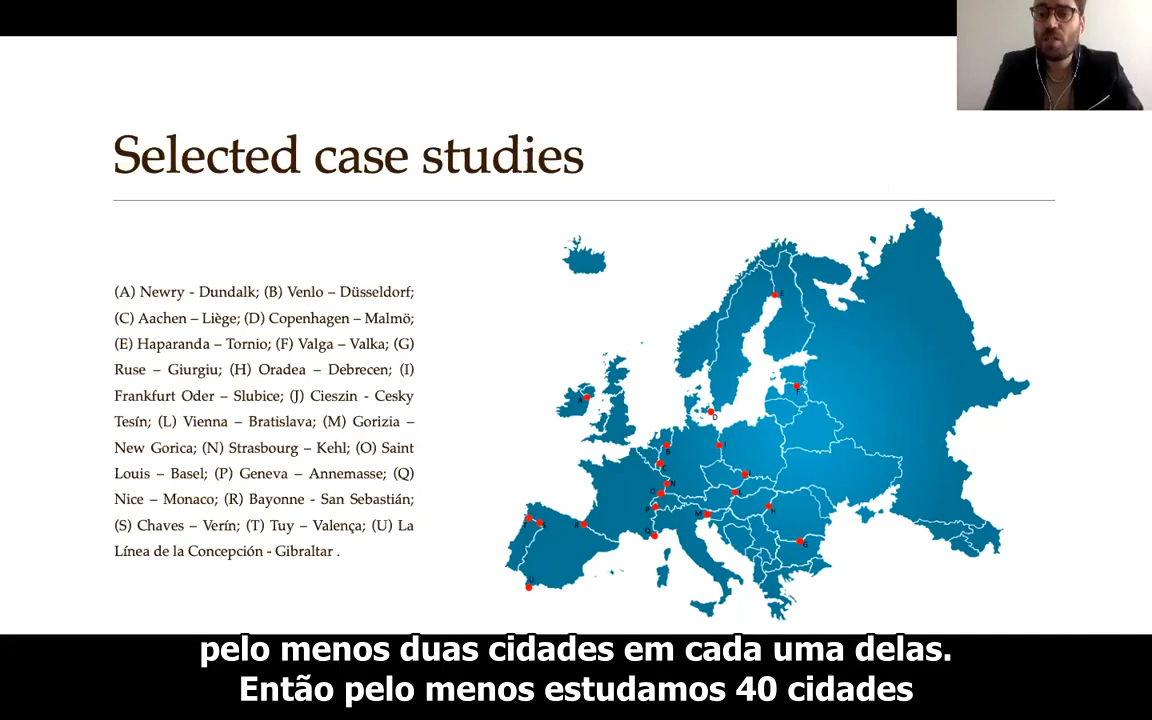 Selected case studies
(A) Newry - Dundalk; (B) Venlo – Düsseldorf;
(C) Aachen – Liège; (D) Copenhagen – Malmö;
(E) Haparanda – Tornio; (F) Valga – Valka; (G)
Ruse – Giurgiu; (H) Oradea – Debrecen; (I)
Frankfurt Oder – Slubice; (J) Cieszin - Cesky
Tesín; (L) Vienna – Bratislava; (M) Gorizia –
New Gorica; (N) Strasbourg – Kehl; (O) Saint
Louis – Basel; (P) Geneva – Annemasse; (Q)
Nice – Monaco; (R) Bayonne - San Sebastián;
(S) Chaves – Verín; (T) Tuy – Valença; (U) La
Línea de la Concepción - Gibraltar .
E
F
A
D
B
I
C
J
N
O
L
P
H
M
T
S
R
Q
G
U
pelo menos duas cidades em cada uma delas.
Então pelo menos estudamos 40 cidades